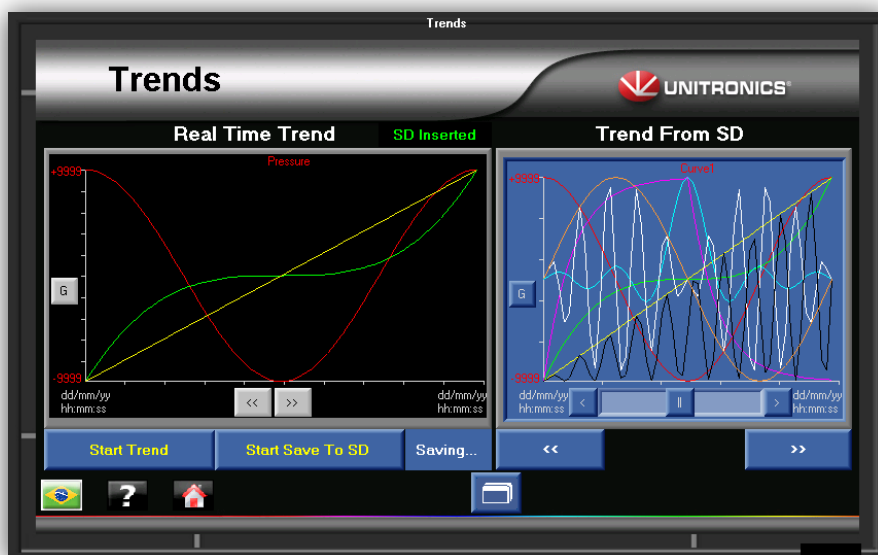 Trends
Trends
UNITRONICS®
Real Time Trend
SD Inserted
Trend From SD
Pressure
+9999
G
-9999
dd/mm/yy
hh:mm:ss
<<
>>
dd/mm/yy
hh:mm:ss
Curve1
+9999
G
-9999
dd/mm/yy
hh:mm:ss
<
||
>
dd/mm/yy
hh:mm:ss
Start Trend
Start Save To SD
Saving...
<<
>>
?